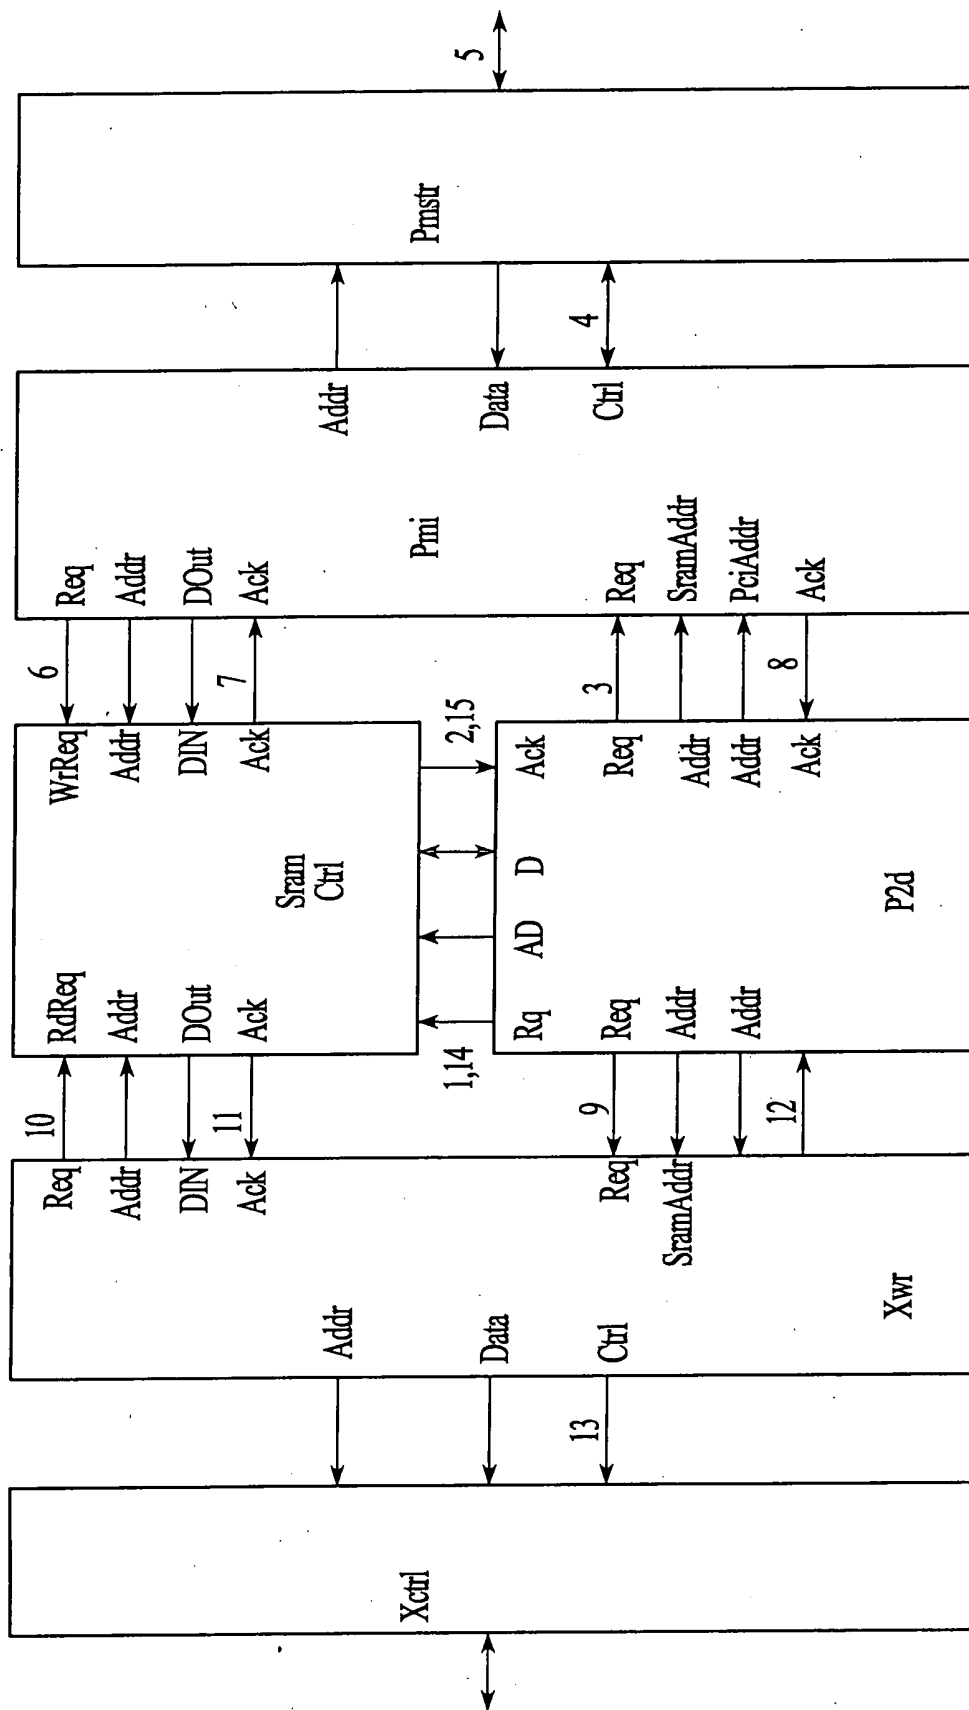 5
Pmstr
4
Addr
Data
Ctrl
Pmi
Req
Addr
DOut
Ack
Req
SramAddr
PciAddr
Ack
6
7
3
8
WrReq
Addr
DIN
Ack
Sram
Ctrl
RdReq
Addr
DOut
Ack
2,15
1,14
Ack
D
AD
Rq
Req
Addr
Addr
Ack
P2d
Req
Addr
Addr
10
11
9
12
Req
Addr
DIN
Ack
Req
SramAddr
Xwr
Addr
Data
Ctrl
13
Xctrl